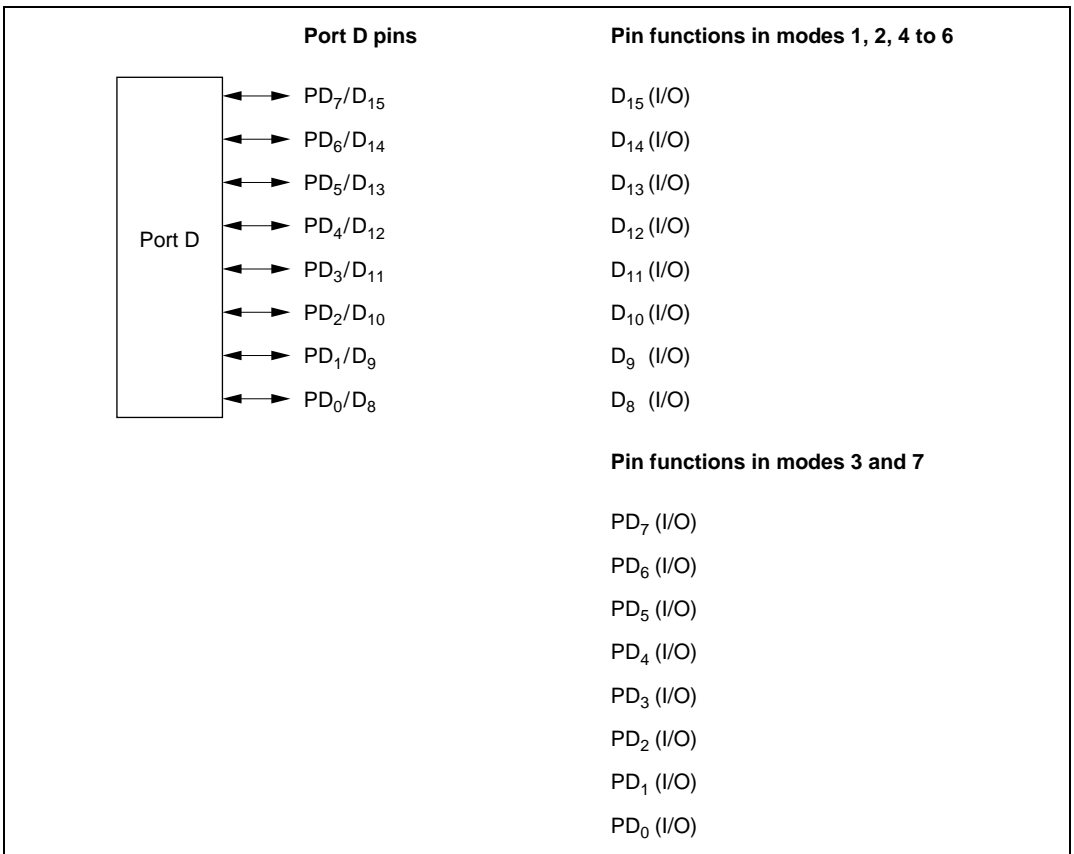 Port D pins Pin functions in modes 1, 2, 4 to 6
PD₇/D₁₅ D₁₅ (I/O)
PD₆/D₁₄ D₁₄ (I/O)
PD₅/D₁₃ D₁₃ (I/O)
Port D PD₄/D₁₂ D₁₂ (I/O)
PD₃/D₁₁ D₁₁ (I/O)
PD₂/D₁₀ D₁₀ (I/O)
PD₁/D₉ D₉ (I/O)
PD₀/D₈ D₈ (I/O)
Pin functions in modes 3 and 7
PD₇ (I/O)
PD₆ (I/O)
PD₅ (I/O)
PD₄ (I/O)
PD₃ (I/O)
PD₂ (I/O)
PD₁ (I/O)
PD₀ (I/O)